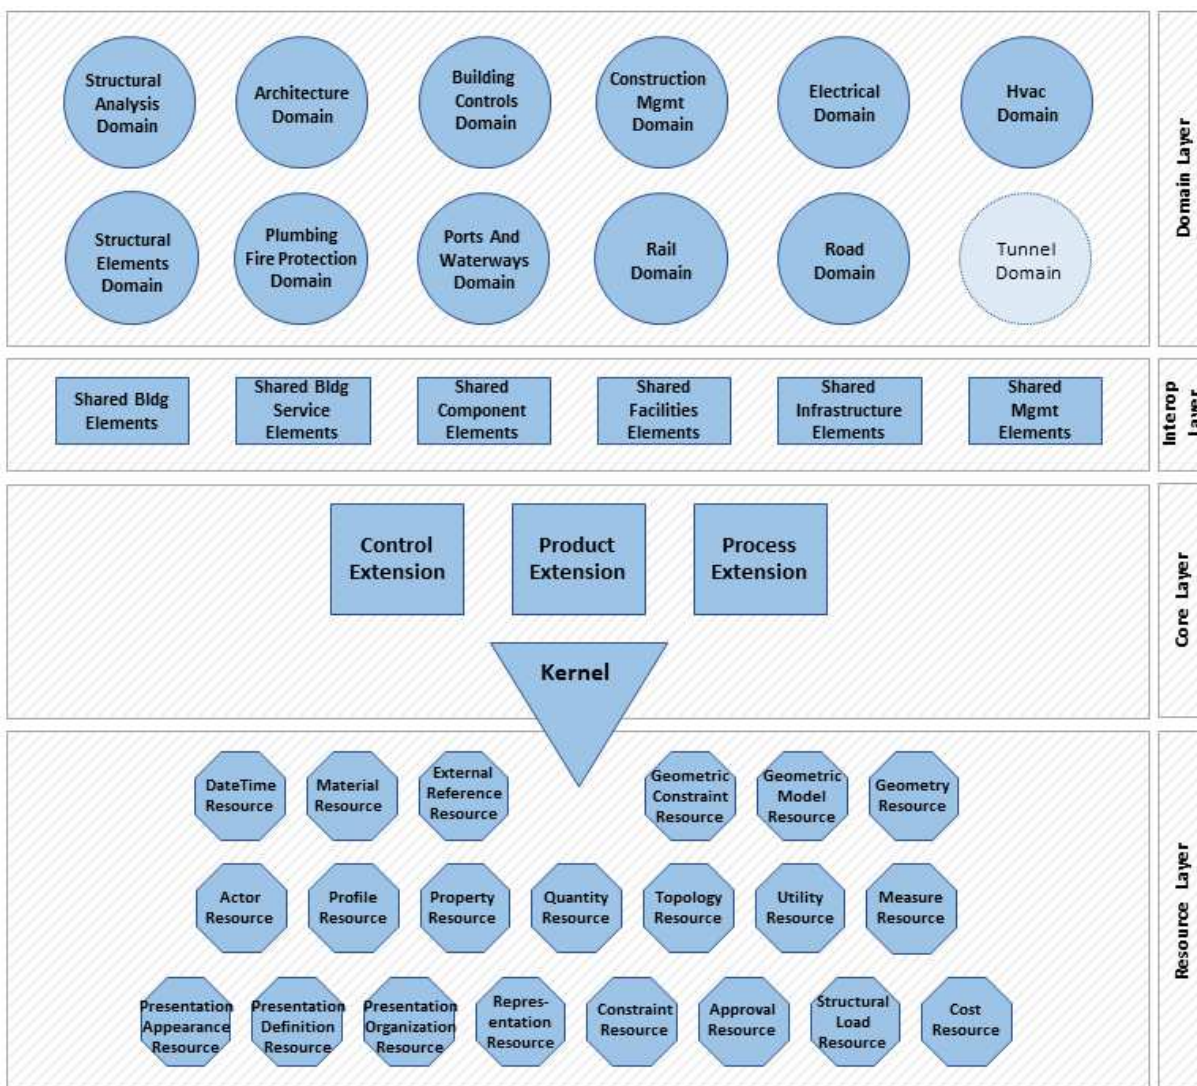 Structural
Analysis
Domain
Architecture
Domain
Building
Controls
Domain
Construction
Mgmt
Domain
Electrical
Domain
Hvac
Domain
Structural
Elements
Domain
Plumbing
Fire Protection
Domain
Ports And
Waterways
Domain
Rail
Domain
Road
Domain
Tunnel
Domain
Domain Layer
Shared Bldg
Elements
Shared Bldg
Service
Elements
Shared
Component
Elements
Shared
Facilities
Elements
Shared
Infrastructure
Elements
Shared
Mgmt
Elements
Interop
Layer
Control
Extension
Product
Extension
Process
Extension
Kernel
Core Layer
DateTime
Resource
Material
Resource
External
Reference
Resource
Geometric
Constraint
Resource
Geometric
Model
Resource
Geometry
Resource
Actor
Resource
Profile
Resource
Property
Resource
Quantity
Resource
Topology
Resource
Utility
Resource
Measure
Resource
Presentation
Appearance
Resource
Presentation
Definition
Resource
Presentation
Organization
Resource
Repres-
entation
Resource
Constraint
Resource
Approval
Resource
Structural
Load
Resource
Cost
Resource
Resource Layer